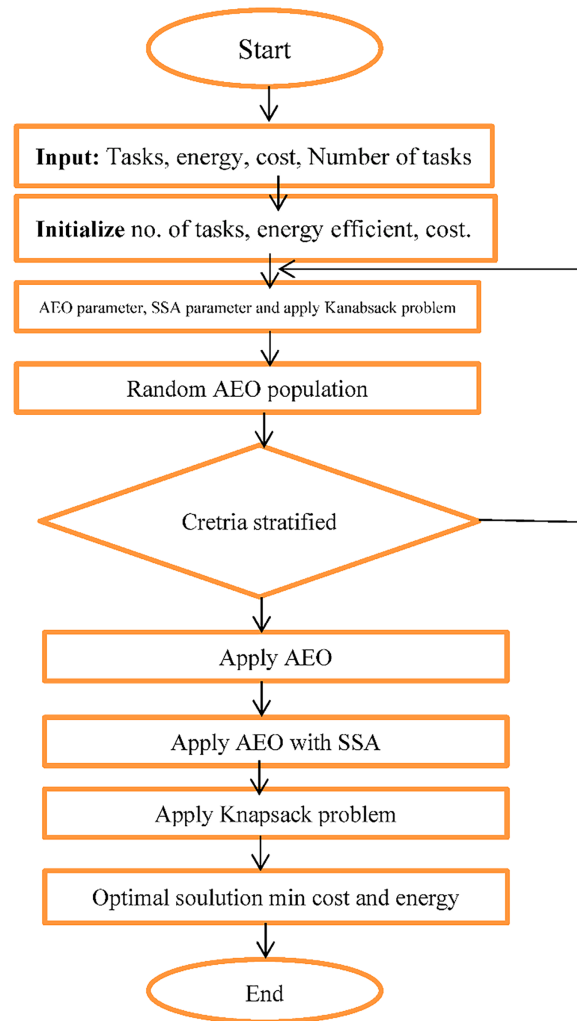 Start
Input: Tasks, energy, cost, Number of tasks
Initialize no. of tasks, energy efficient, cost.
AEO parameter, SSA parameter and apply Kanabsack problem
Random AEO population
Cretria stratified
Apply AEO
Apply AEO with SSA
Apply Knapsack problem
Optimal soulution min cost and energy
End